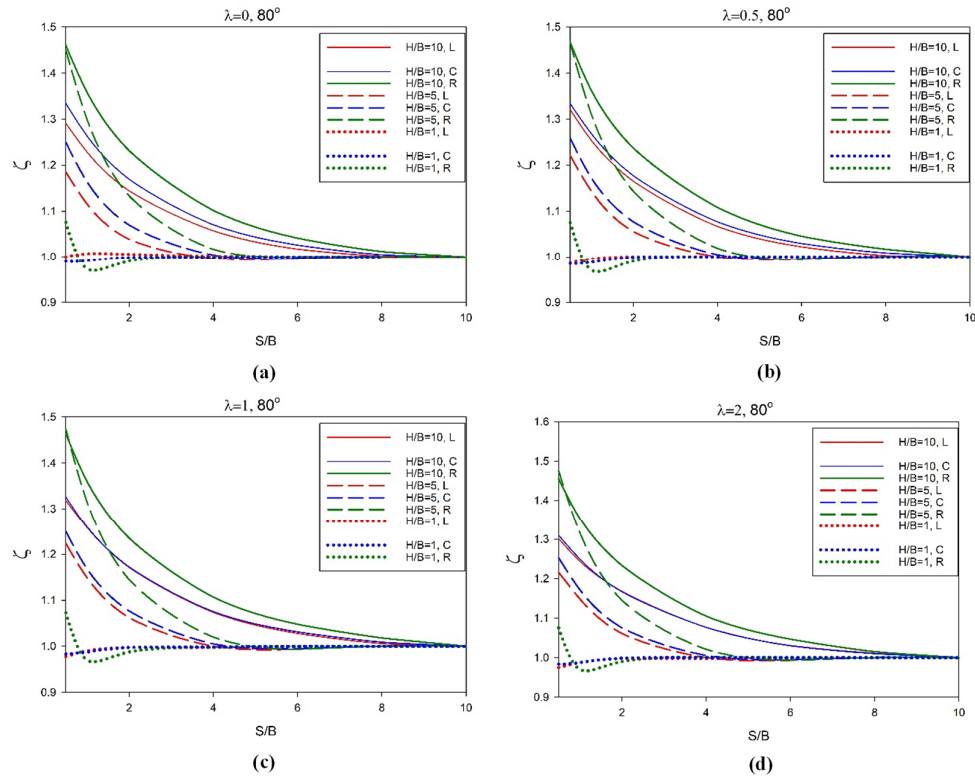 λ=0, 80°
1.5
1.4
1.3
1.2
1.1
1.0
0.9
ζ
H/B=10, L
H/B=10, C
H/B=10, R
H/B=5, L
H/B=5, C
H/B=5, R
H/B=1, L
H/B=1, C
H/B=1, R
2 4 6 8 10
S/B
(a)
λ=0.5, 80°
1.5
1.4
1.3
1.2
1.1
1.0
0.9
ζ
H/B=10, L
H/B=10, C
H/B=10, R
H/B=5, L
H/B=5, C
H/B=5, R
H/B=1, L
H/B=1, C
H/B=1, R
2 4 6 8 10
S/B
(b)
λ=1, 80°
1.5
1.4
1.3
1.2
1.1
1.0
0.9
ζ
H/B=10, L
H/B=10, C
H/B=10, R
H/B=5, L
H/B=5, C
H/B=5, R
H/B=1, L
H/B=1, C
H/B=1, R
2 4 6 8 10
S/B
(c)
λ=2, 80°
1.6
1.5
1.4
1.3
1.2
1.1
1.0
0.9
ζ
H/B=10, L
H/B=10, C
H/B=10, R
H/B=5, L
H/B=5, C
H/B=5, R
H/B=1, L
H/B=1, C
H/B=1, R
2 4 6 8 10
S/B
(d)